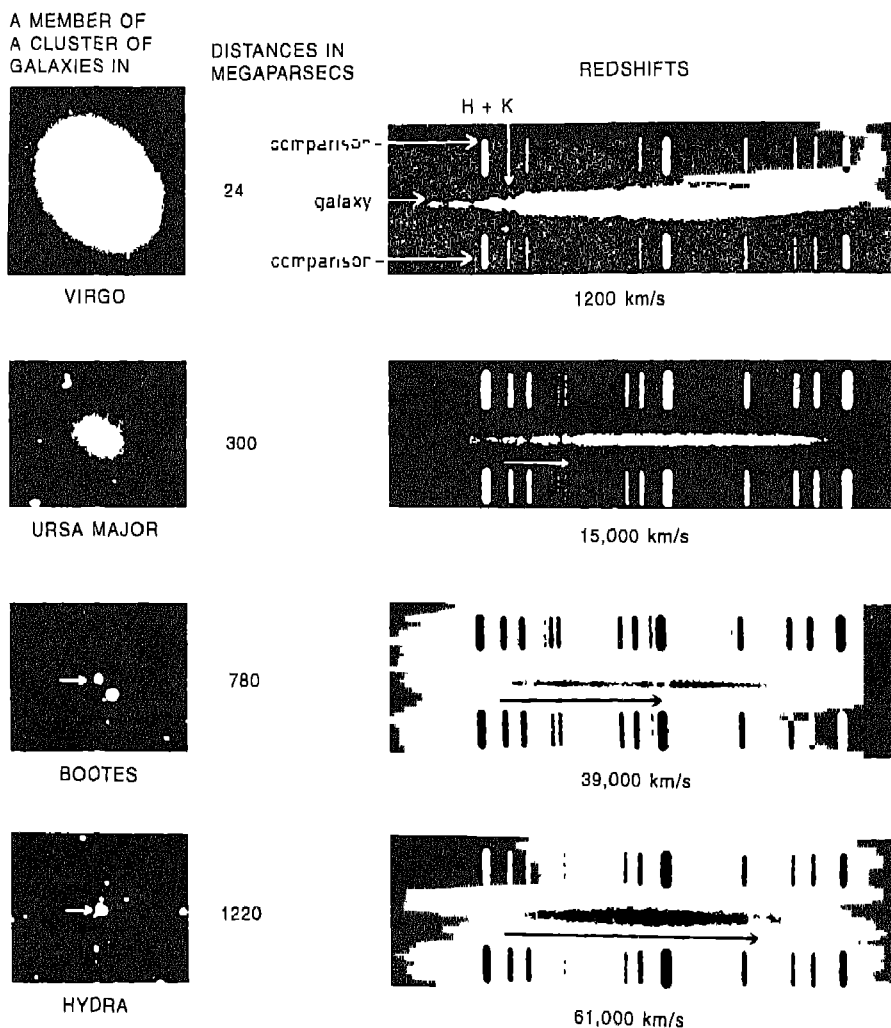 A MEMBER OF
A CLUSTER OF
GALAXIES IN
DISTANCES IN
MEGAPARSECS
REDSHIFTS
H + K
comparison
24
galaxy
comparison
VIRGO
1200 km/s
300
URSA MAJOR
15,000 km/s
780
BOOTES
39,000 km/s
1220
HYDRA
61,000 km/s